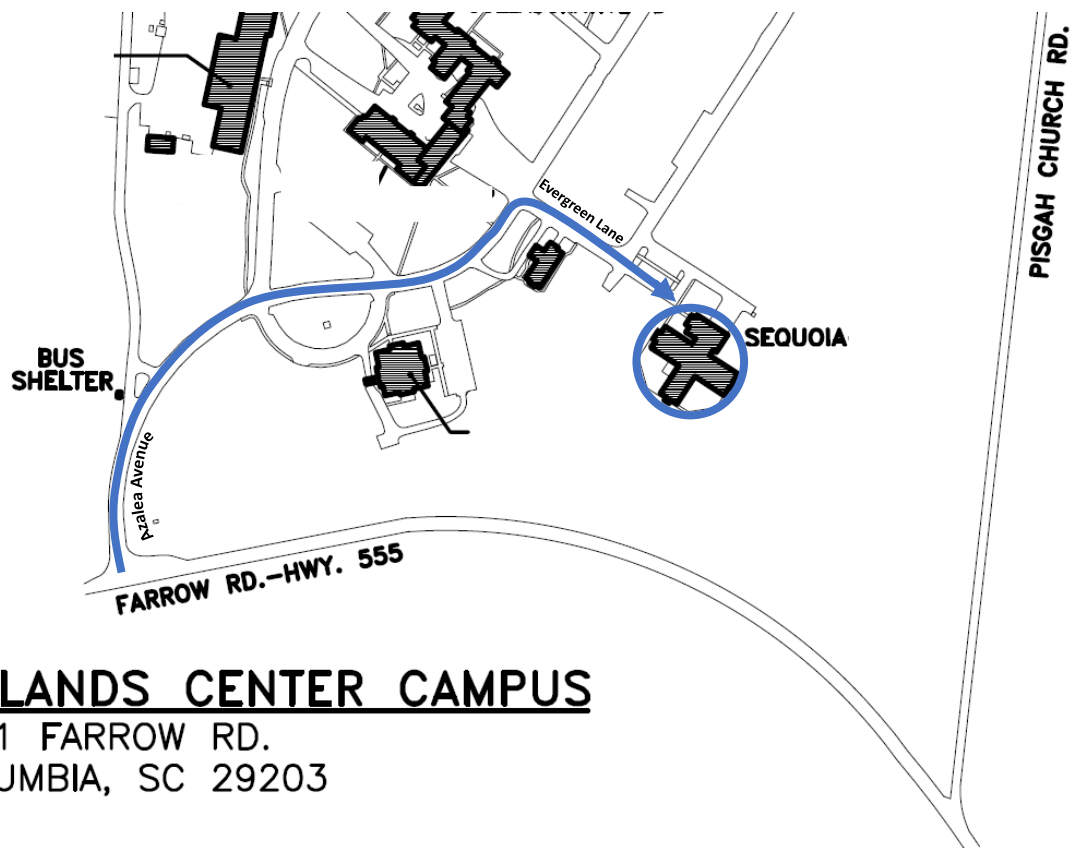 PISGAH CHURCH RD.
Evergreen Lane
SEQUOIA
BUS
SHELTER
Azalea Avenue
FARROW RD.-HWY. 555
LANDS CENTER CAMPUS
1 FARROW RD.
UMBIA, SC 29203